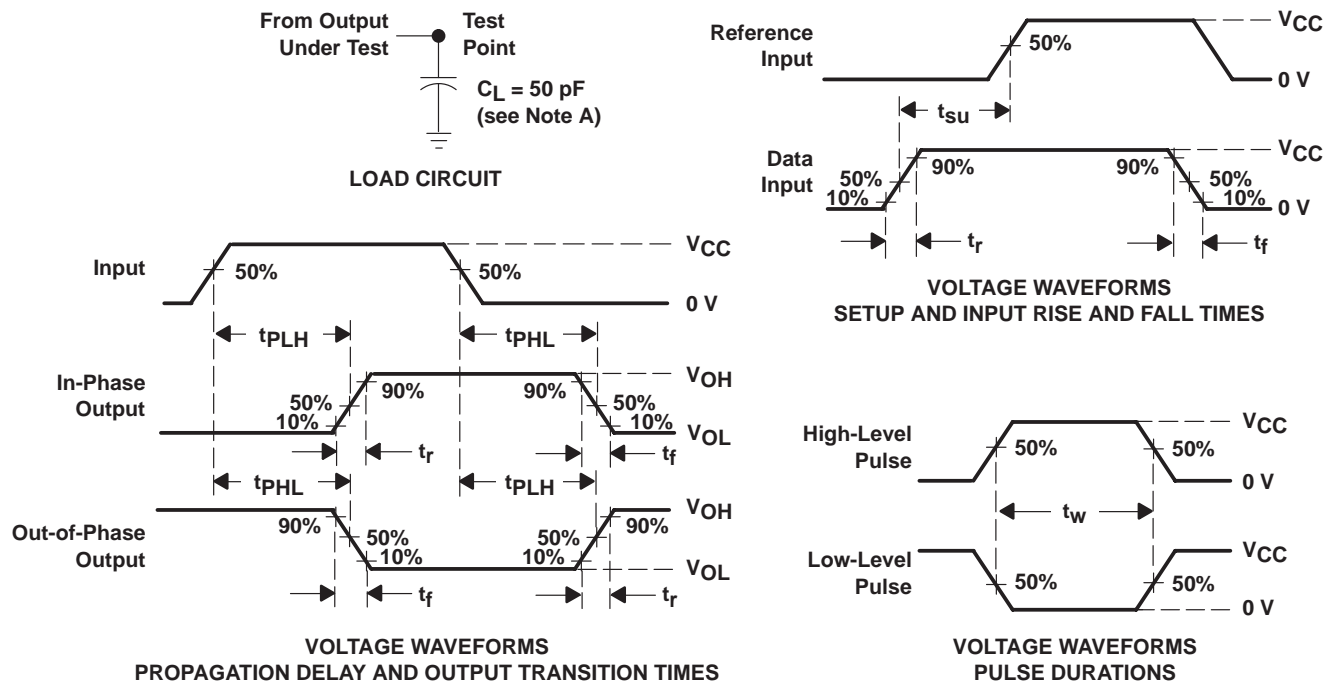 From Output
Under Test
Test
Point
CL = 50 pF
(see Note A)
LOAD CIRCUIT
Input
50%
50%
VCC
0 V
tPLH
tPHL
In-Phase
Output
50%
10%
90%
90%
50%
10%
VOH
VOL
tr
tf
tPHL
tPLH
Out-of-Phase
Output
90%
50%
10%
50%
10%
90%
VOH
VOL
tf
tr
VOLTAGE WAVEFORMS
PROPAGATION DELAY AND OUTPUT TRANSITION TIMES
Reference
Input
50%
VCC
0 V
tsu
Data
Input
50%
10%
90%
90%
50%
10%
VCC
0 V
tr
tf
VOLTAGE WAVEFORMS
SETUP AND INPUT RISE AND FALL TIMES
High-Level
Pulse
50%
50%
VCC
0 V
tw
Low-Level
Pulse
50%
50%
VCC
0 V
VOLTAGE WAVEFORMS
PULSE DURATIONS